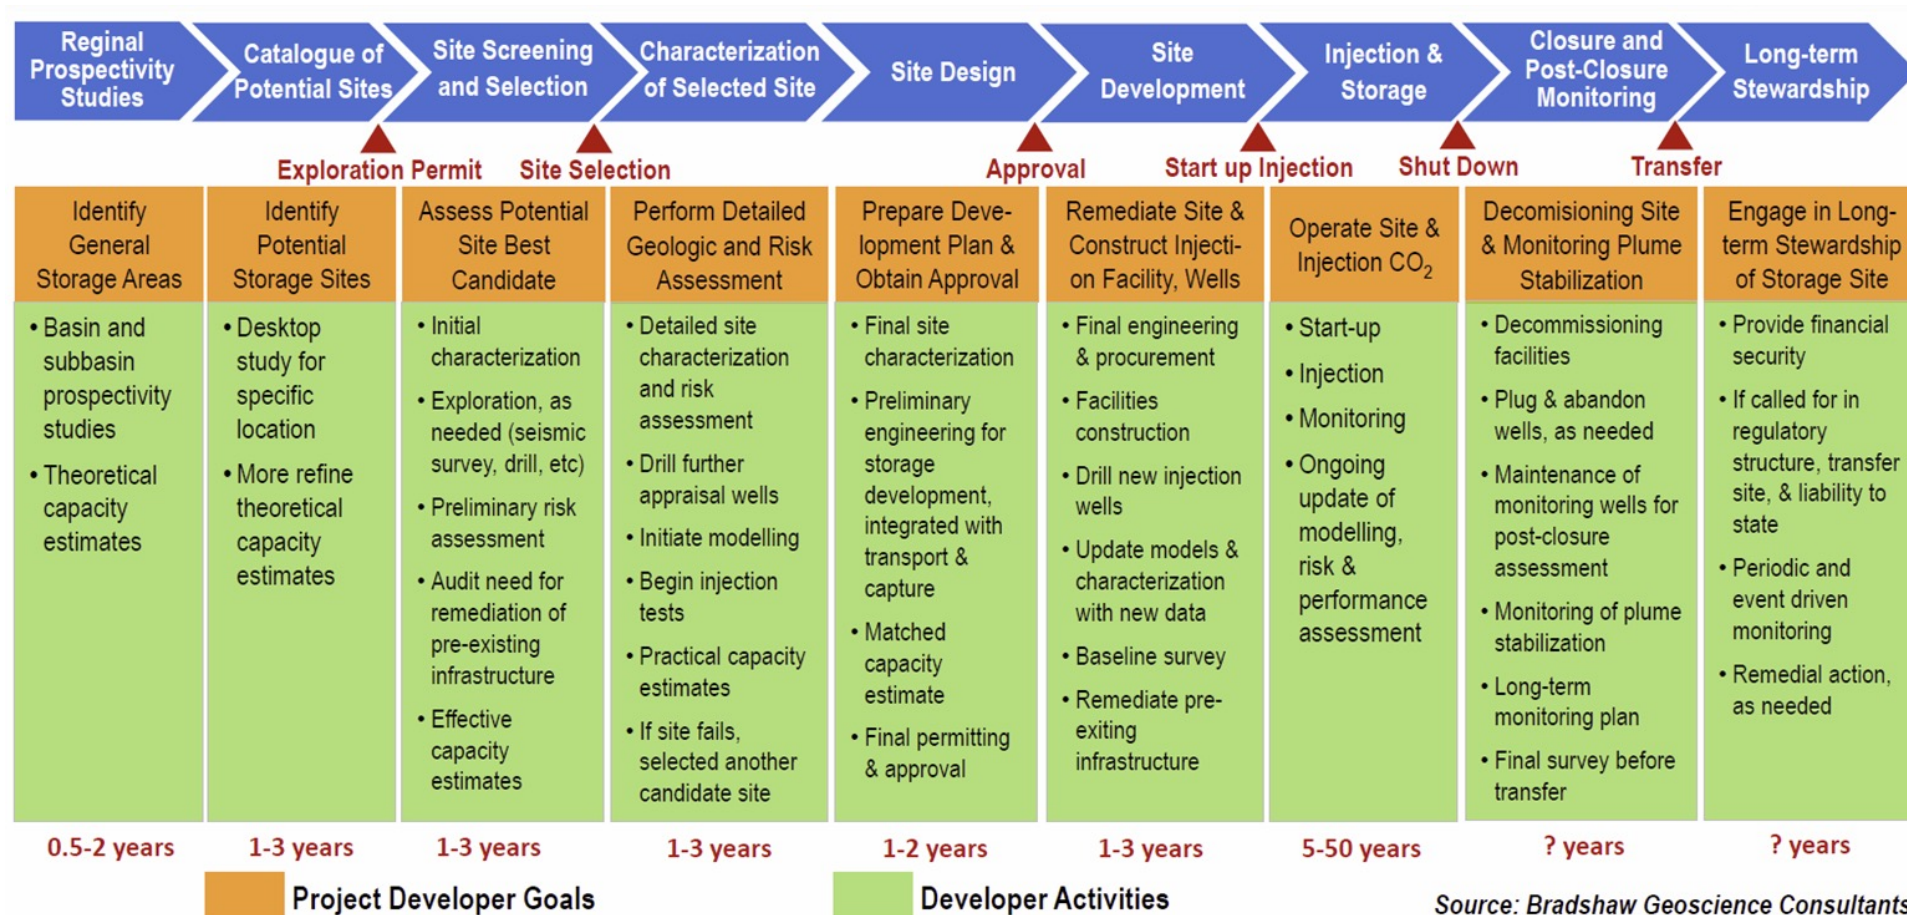 Reginal
Prospectivity
Studies
Catalogue of
Potential Sites
Site Screening
and Selection
Characterization
of Selected Site
Site Design
Site
Development
Injection &
Storage
Closure and
Post-Closure
Monitoring
Long-term
Stewardship
Exploration Permit
Site Selection
Approval
Start up Injection
Shut Down
Transfer
Identify
General
Storage Areas
Identify
Potential
Storage Sites
Assess Potential
Site Best
Candidate
Perform Detailed
Geologic and Risk
Assessment
Prepare Deve-
lopment Plan &
Obtain Approval
Remediate Site &
Construct Injecti-
on Facility, Wells
Operate Site &
Injection CO₂
Decomisioning Site
& Monitoring Plume
Stabilization
Engage in Long-
term Stewardship
of Storage Site
• Basin and
subbasin
prospectivity
studies
• Theoretical
capacity
estimates
• Desktop
study for
specific
location
• More refine
theoretical
capacity
estimates
• Initial
characterization
• Exploration, as
needed (seismic
survey, drill, etc)
• Preliminary risk
assessment
• Audit need for
remediation of
pre-existing
infrastructure
• Effective
capacity
estimates
• Detailed site
characterization
and risk
assessment
• Drill further
appraisal wells
• Initiate modelling
• Begin injection
tests
• Practical capacity
estimates
• If site fails,
selected another
candidate site
• Final site
characterization
• Preliminary
engineering for
storage
development,
integrated with
transport &
capture
• Matched
capacity
estimate
• Final permitting
& approval
• Final engineering
& procurement
• Facilities
construction
• Drill new injection
wells
• Update models &
characterization
with new data
• Baseline survey
• Remediate pre-
exiting
infrastructure
• Start-up
• Injection
• Monitoring
• Ongoing
update of
modelling,
risk &
performance
assessment
• Decommissioning
facilities
• Plug & abandon
wells, as needed
• Maintenance of
monitoring wells for
post-closure
assessment
• Monitoring of plume
stabilization
• Long-term
monitoring plan
• Final survey before
transfer
• Provide financial
security
• If called for in
regulatory
structure, transfer
site, & liability to
state
• Periodic and
event driven
monitoring
• Remedial action,
as needed
0.5-2 years
1-3 years
1-3 years
1-3 years
1-2 years
1-3 years
5-50 years
? years
? years
Project Developer Goals
Developer Activities
Source: Bradshaw Geoscience Consultants